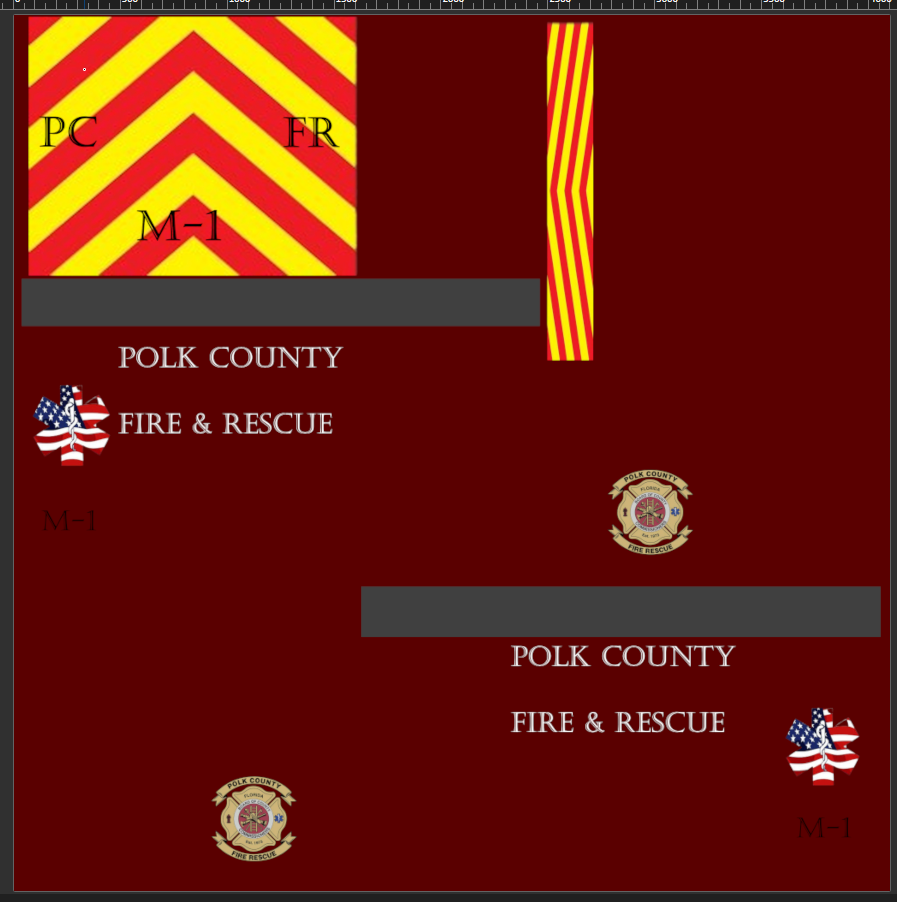 0 500 1000 1500 2000 2500 3000 3500 4000
PC FR
M-1
POLK COUNTY
FIRE & RESCUE
M-1
POLK COUNTY
FLORIDA
FIRE RESCUE
POLK COUNTY
FIRE & RESCUE
M-1
POLK COUNTY
FLORIDA
FIRE RESCUE